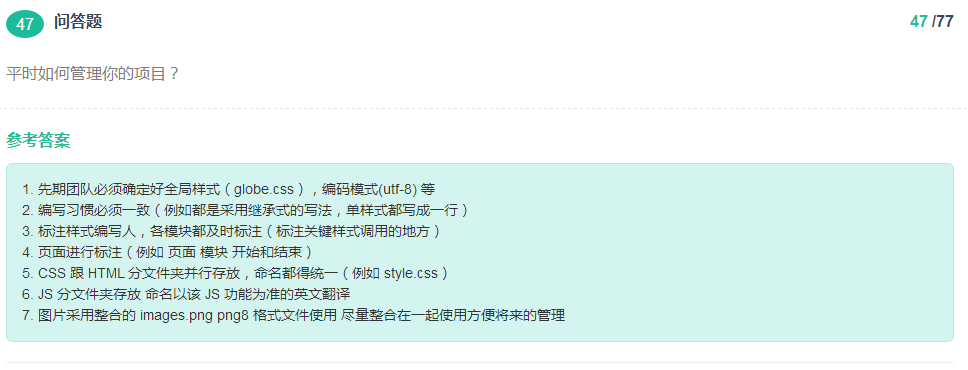 47 问答题 47 /77
平时如何管理你的项目？
参考答案
1. 先期团队必须确定好全局样式（globe.css），编码模式(utf-8) 等
2. 编写习惯必须一致（例如都是采用继承式的写法，单样式都写成一行）
3. 标注样式编写人，各模块都及时标注（标注关键样式调用的地方）
4. 页面进行标注（例如 页面 模块 开始和结束）
5. CSS 跟 HTML 分文件夹并行存放，命名都得统一（例如 style.css）
6. JS 分文件夹存放 命名以该 JS 功能为准的英文翻译
7. 图片采用整合的 images.png png8 格式文件使用 尽量整合在一起使用方便将来的管理